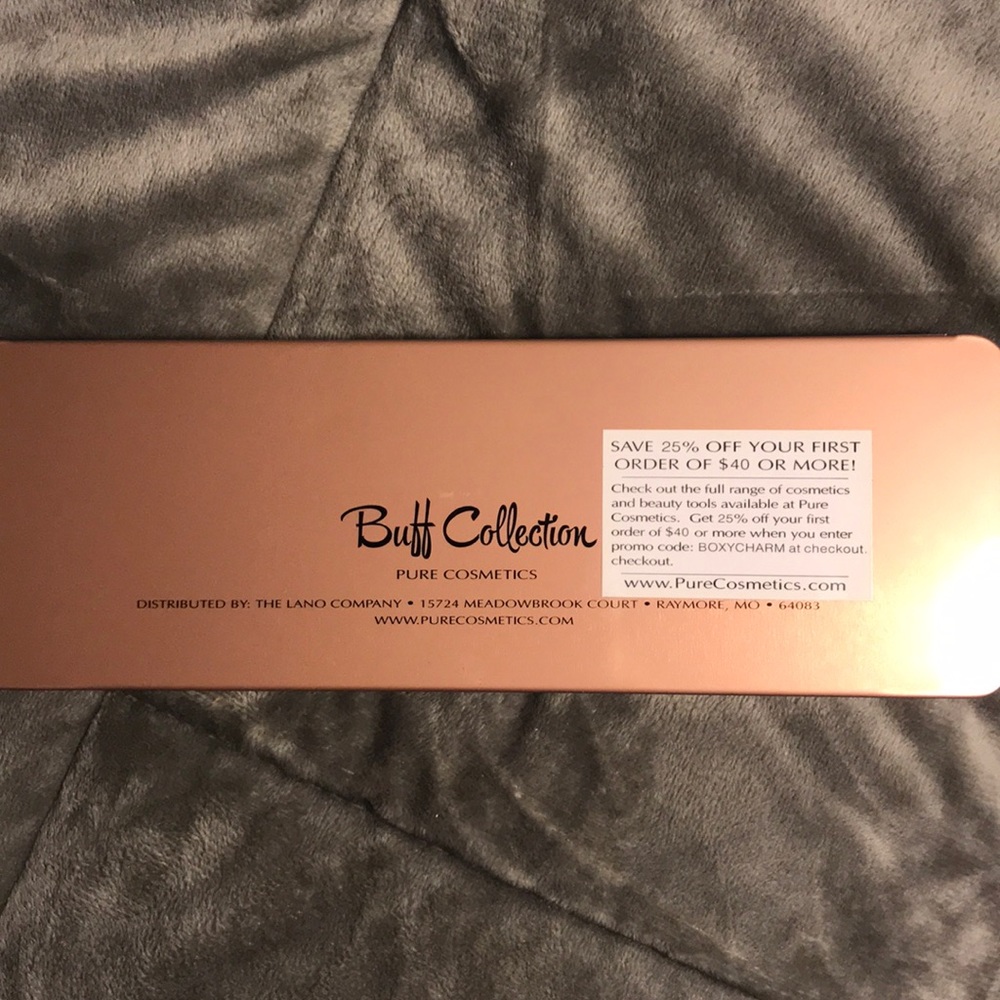 SAVE 25% OFF YOUR FIRST
ORDER OF $40 OR MORE!
Check out the full range of cosmetics
and beauty tools available at Pure
Cosmetics. Get 25% off your first
order of $40 or more when you enter
promo code: BOXYCHARM at checkout.
checkout.
www.PureCosmetics.com
Buff Collection
PURE COSMETICS
DISTRIBUTED BY: THE LANO COMPANY • 15724 MEADOWBROOK COURT • RAYMORE, MO • 64083
WWW.PURECOSMETICS.COM